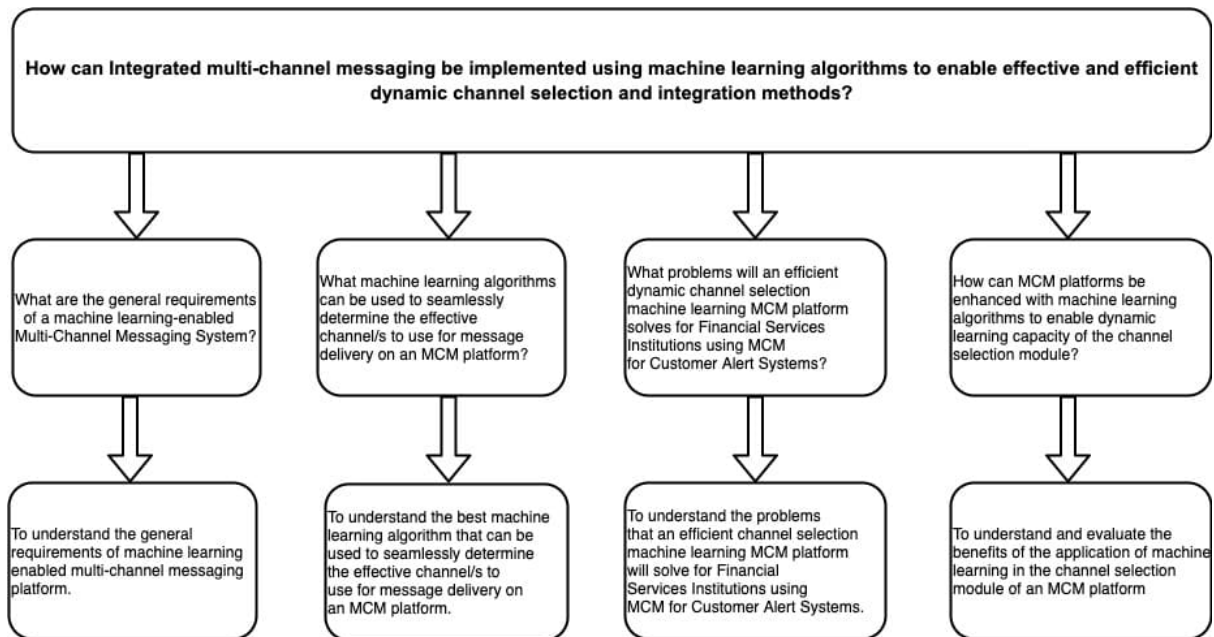 How can Integrated multi-channel messaging be implemented using machine learning algorithms to enable effective and efficient
dynamic channel selection and integration methods?
What are the general requirements
of a machine learning-enabled
Multi-Channel Messaging System?
What machine learning algorithms
can be used to seamlessly
determine the effective
channel/s to use for message
delivery on an MCM platform?
What problems will an efficient
dynamic channel selection
machine learning MCM platform
solves for Financial Services
Institutions using MCM
for Customer Alert Systems?
How can MCM platforms be
enhanced with machine learning
algorithms to enable dynamic
learning capacity of the channel
selection module?
To understand the general
requirements of machine learning
enabled multi-channel messaging
platform.
To understand the best machine
learning algorithm that can be
used to seamlessly determine
the effective channel/s to
use for message delivery on
an MCM platform.
To understand the problems
that an efficient channel selection
machine learning MCM platform
will solve for Financial
Services Institutions using
MCM for Customer Alert Systems.
To understand and evaluate the
benefits of the application of machine
learning in the channel selection
module of an MCM platform